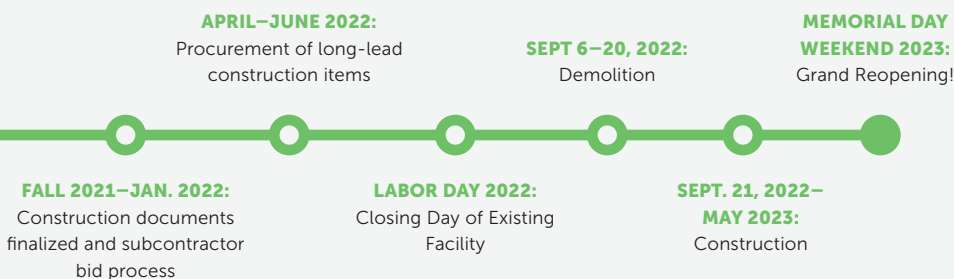 APRIL–JUNE 2022:
Procurement of long-lead
construction items
SEPT 6–20, 2022:
Demolition
MEMORIAL DAY
WEEKEND 2023:
Grand Reopening!
FALL 2021–JAN. 2022:
Construction documents
finalized and subcontractor
bid process
LABOR DAY 2022:
Closing Day of Existing
Facility
SEPT. 21, 2022–
MAY 2023:
Construction